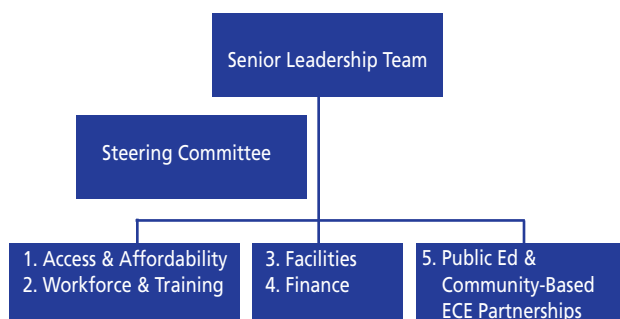 Senior Leadership Team
Steering Committee
1. Access & Affordability
2. Workforce & Training
3. Facilities
4. Finance
5. Public Ed &
Community-Based
ECE Partnerships